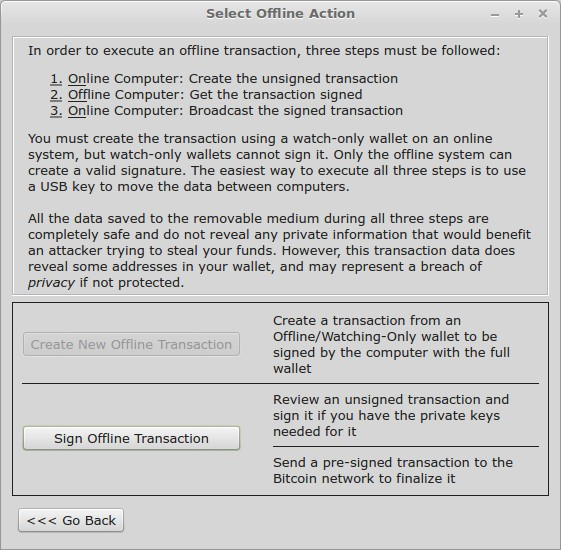 Select Offline Action
In order to execute an offline transaction, three steps must be followed:
1. Online Computer: Create the unsigned transaction
2. Offline Computer: Get the transaction signed
3. Online Computer: Broadcast the signed transaction
You must create the transaction using a watch-only wallet on an online
system, but watch-only wallets cannot sign it. Only the offline system can
create a valid signature. The easiest way to execute all three steps is to use
a USB key to move the data between computers.
All the data saved to the removable medium during all three steps are
completely safe and do not reveal any private information that would benefit
an attacker trying to steal your funds. However, this transaction data does
reveal some addresses in your wallet, and may represent a breach of
privacy if not protected.
Create New Offline Transaction
Create a transaction from an
Offline/Watching-Only wallet to be
signed by the computer with the full
wallet
Sign Offline Transaction
Review an unsigned transaction and
sign it if you have the private keys
needed for it
Send a pre-signed transaction to the
Bitcoin network to finalize it
<<< Go Back